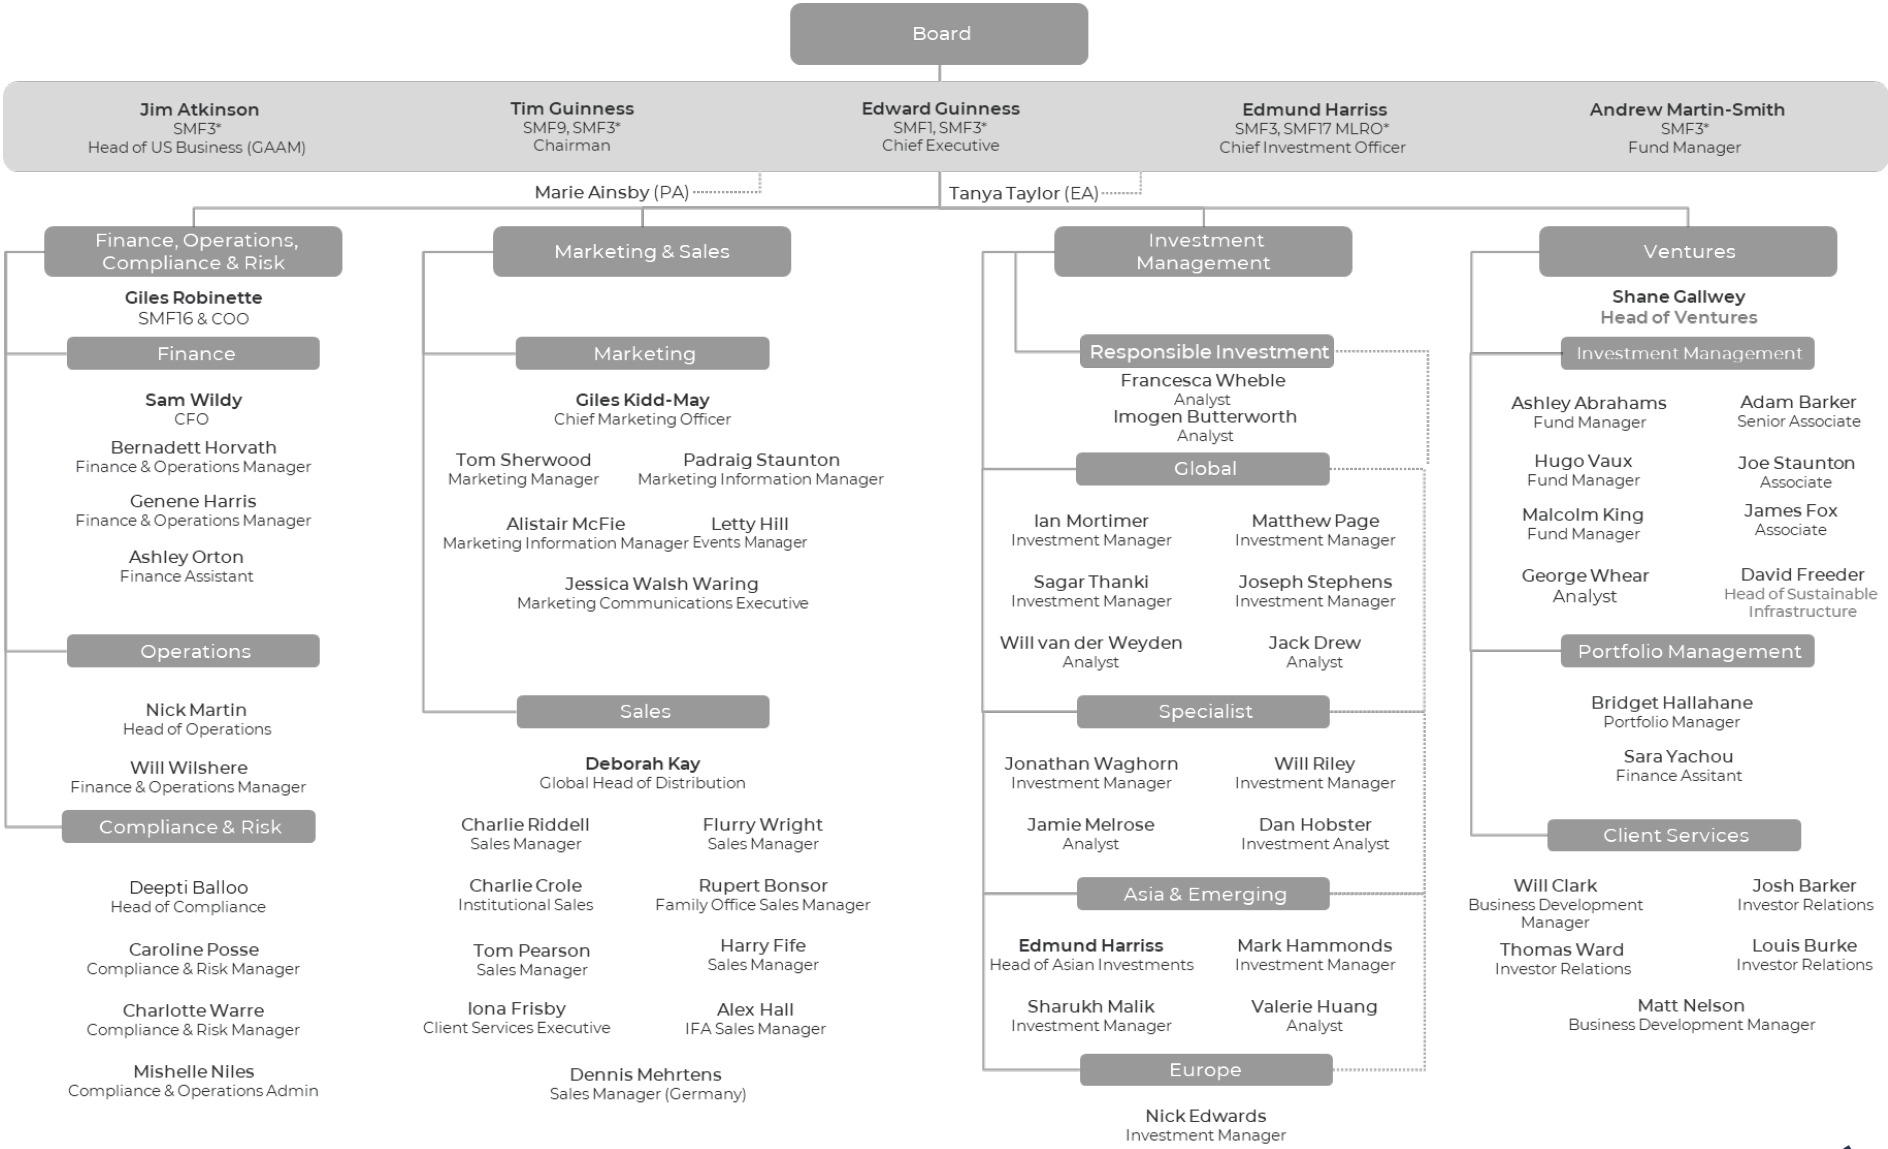 Board
Jim Atkinson
SMF3*
Head of US Business (GAAM)
Tim Guinness
SMF9, SMF3*
Chairman
Edward Guinness
SMF1, SMF3*
Chief Executive
Edmund Harriss
SMF3, SMF17 MLRO*
Chief Investment Officer
Andrew Martin-Smith
SMF3*
Fund Manager
Marie Ainsby (PA)
Tanya Taylor (EA)
Finance, Operations,
Compliance & Risk
Giles Robinette
SMF16 & COO
Finance
Sam Wildy
CFO
Bernadett Horvath
Finance & Operations Manager
Genene Harris
Finance & Operations Manager
Ashley Orton
Finance Assistant
Operations
Nick Martin
Head of Operations
Will Wilshere
Finance & Operations Manager
Compliance & Risk
Deepti Balloo
Head of Compliance
Caroline Posse
Compliance & Risk Manager
Charlotte Warre
Compliance & Risk Manager
Mishelle Niles
Compliance & Operations Admin
Marketing & Sales
Marketing
Giles Kidd-May
Chief Marketing Officer
Tom Sherwood
Marketing Manager
Padraig Staunton
Marketing Information Manager
Alistair McFie
Marketing Information Manager
Letty Hill
Events Manager
Jessica Walsh Waring
Marketing Communications Executive
Sales
Deborah Kay
Global Head of Distribution
Charlie Riddell
Sales Manager
Flurry Wright
Sales Manager
Charlie Crole
Institutional Sales
Rupert Bonsor
Family Office Sales Manager
Tom Pearson
Sales Manager
Harry Fife
Sales Manager
Iona Frisby
Client Services Executive
Alex Hall
IFA Sales Manager
Dennis Mehrtens
Sales Manager (Germany)
Investment
Management
Responsible Investment
Francesca Wheble
Analyst
Imogen Butterworth
Analyst
Global
Ian Mortimer
Investment Manager
Matthew Page
Investment Manager
Sagar Thanki
Investment Manager
Joseph Stephens
Investment Manager
Will van der Weyden
Analyst
Jack Drew
Analyst
Specialist
Jonathan Waghorn
Investment Manager
Will Riley
Investment Manager
Jamie Melrose
Analyst
Dan Hobster
Investment Analyst
Asia & Emerging
Edmund Harriss
Head of Asian Investments
Mark Hammonds
Investment Manager
Sharukh Malik
Investment Manager
Valerie Huang
Analyst
Europe
Nick Edwards
Investment Manager
Ventures
Shane Gallwey
Head of Ventures
Investment Management
Ashley Abrahams
Fund Manager
Adam Barker
Senior Associate
Hugo Vaux
Fund Manager
Joe Staunton
Associate
Malcolm King
Fund Manager
James Fox
Associate
George Whear
Analyst
David Freeder
Head of Sustainable
Infrastructure
Portfolio Management
Bridget Hallahane
Portfolio Manager
Sara Yachou
Finance Assitant
Client Services
Will Clark
Business Development
Manager
Josh Barker
Investor Relations
Thomas Ward
Investor Relations
Louis Burke
Investor Relations
Matt Nelson
Business Development Manager